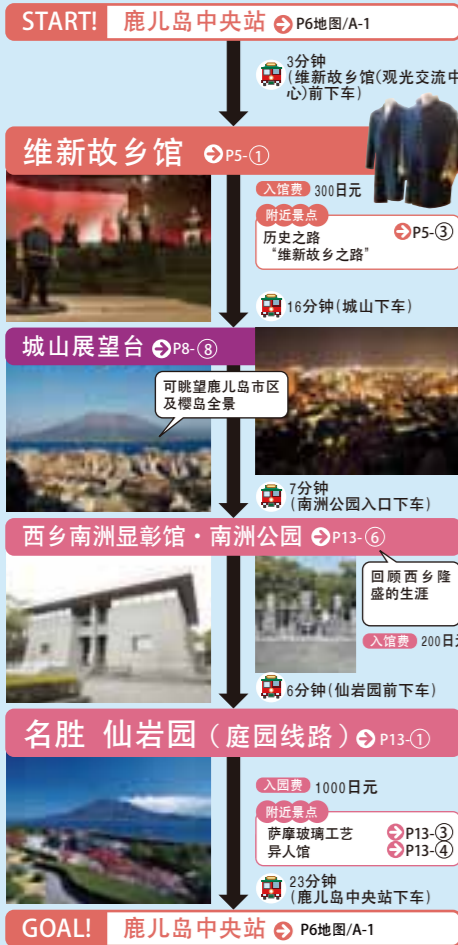 START! 鹿儿岛中央站 P6地图/A-1
3分钟
(维新故乡馆(观光交流中
心)前下车)
维新故乡馆 P5-①
入馆费 300日元
附近景点
历史之路 P5-③
“维新故乡之路”
16分钟(城山下车)
城山展望台 P8-⑧
可眺望鹿儿岛市区
及樱岛全景
7分钟
(南洲公园入口下车)
西乡南洲显彰馆・南洲公园 P13-⑥
回顾西乡隆
盛的生涯
入馆费 200日元
6分钟(仙岩园前下车)
名胜 仙岩园(庭园线路) P13-①
入园费 1000日元
附近景点
萨摩玻璃工艺 P13-③
异人馆 P13-④
23分钟
(鹿儿岛中央站下车)
GOAL! 鹿儿岛中央站 P6地图/A-1